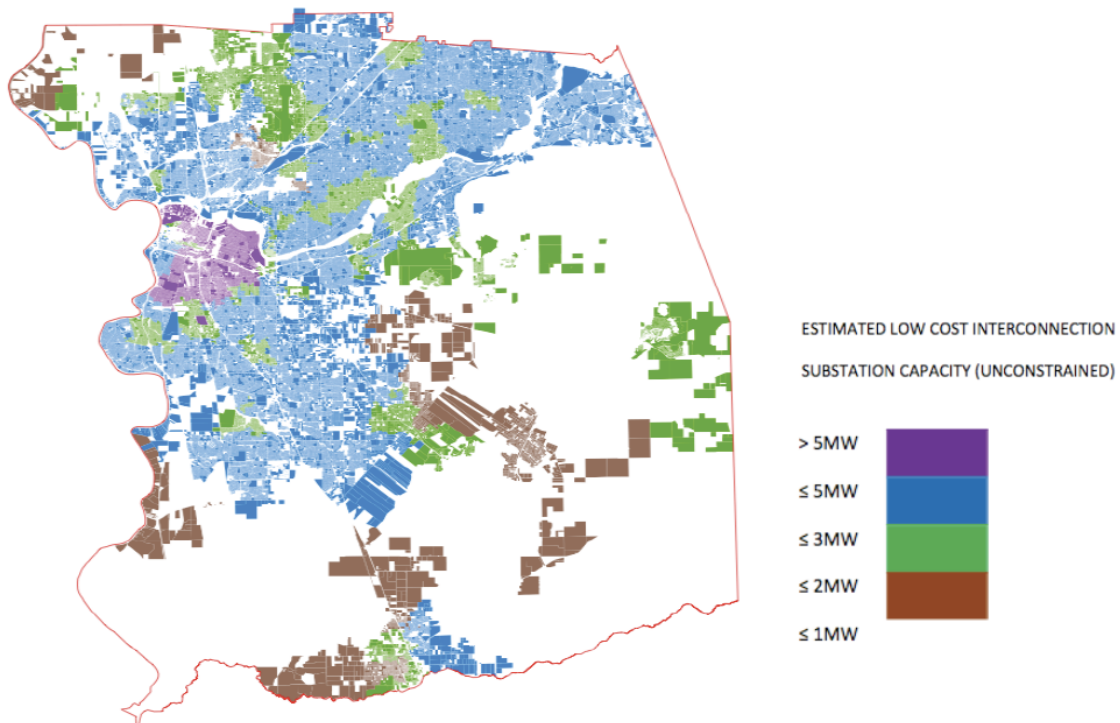 ESTIMATED LOW COST INTERCONNECTION
SUBSTATION CAPACITY (UNCONSTRAINED)
> 5MW
≤ 5MW
≤ 3MW
≤ 2MW
≤ 1MW